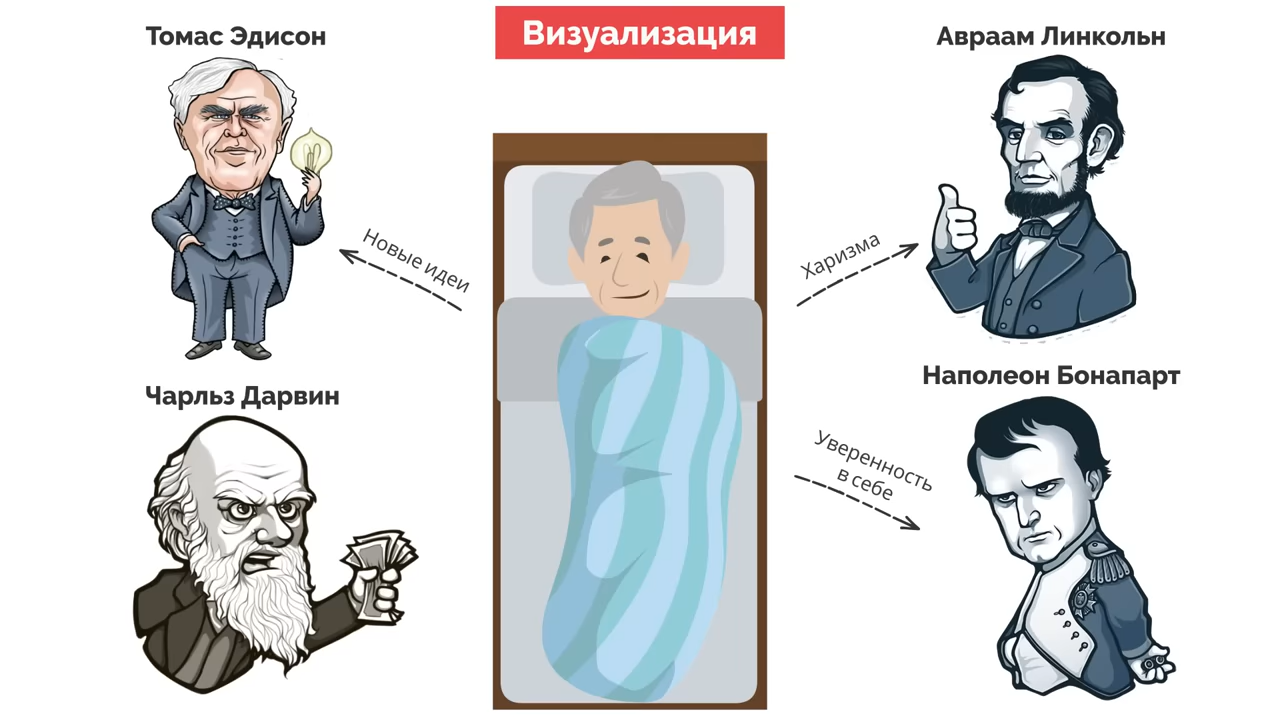 Визуализация
Томас Эдисон
Авраам Линкольн
Новые идеи
Харизма
Чарльз Дарвин
Наполеон Бонапарт
Уверенность
в себе